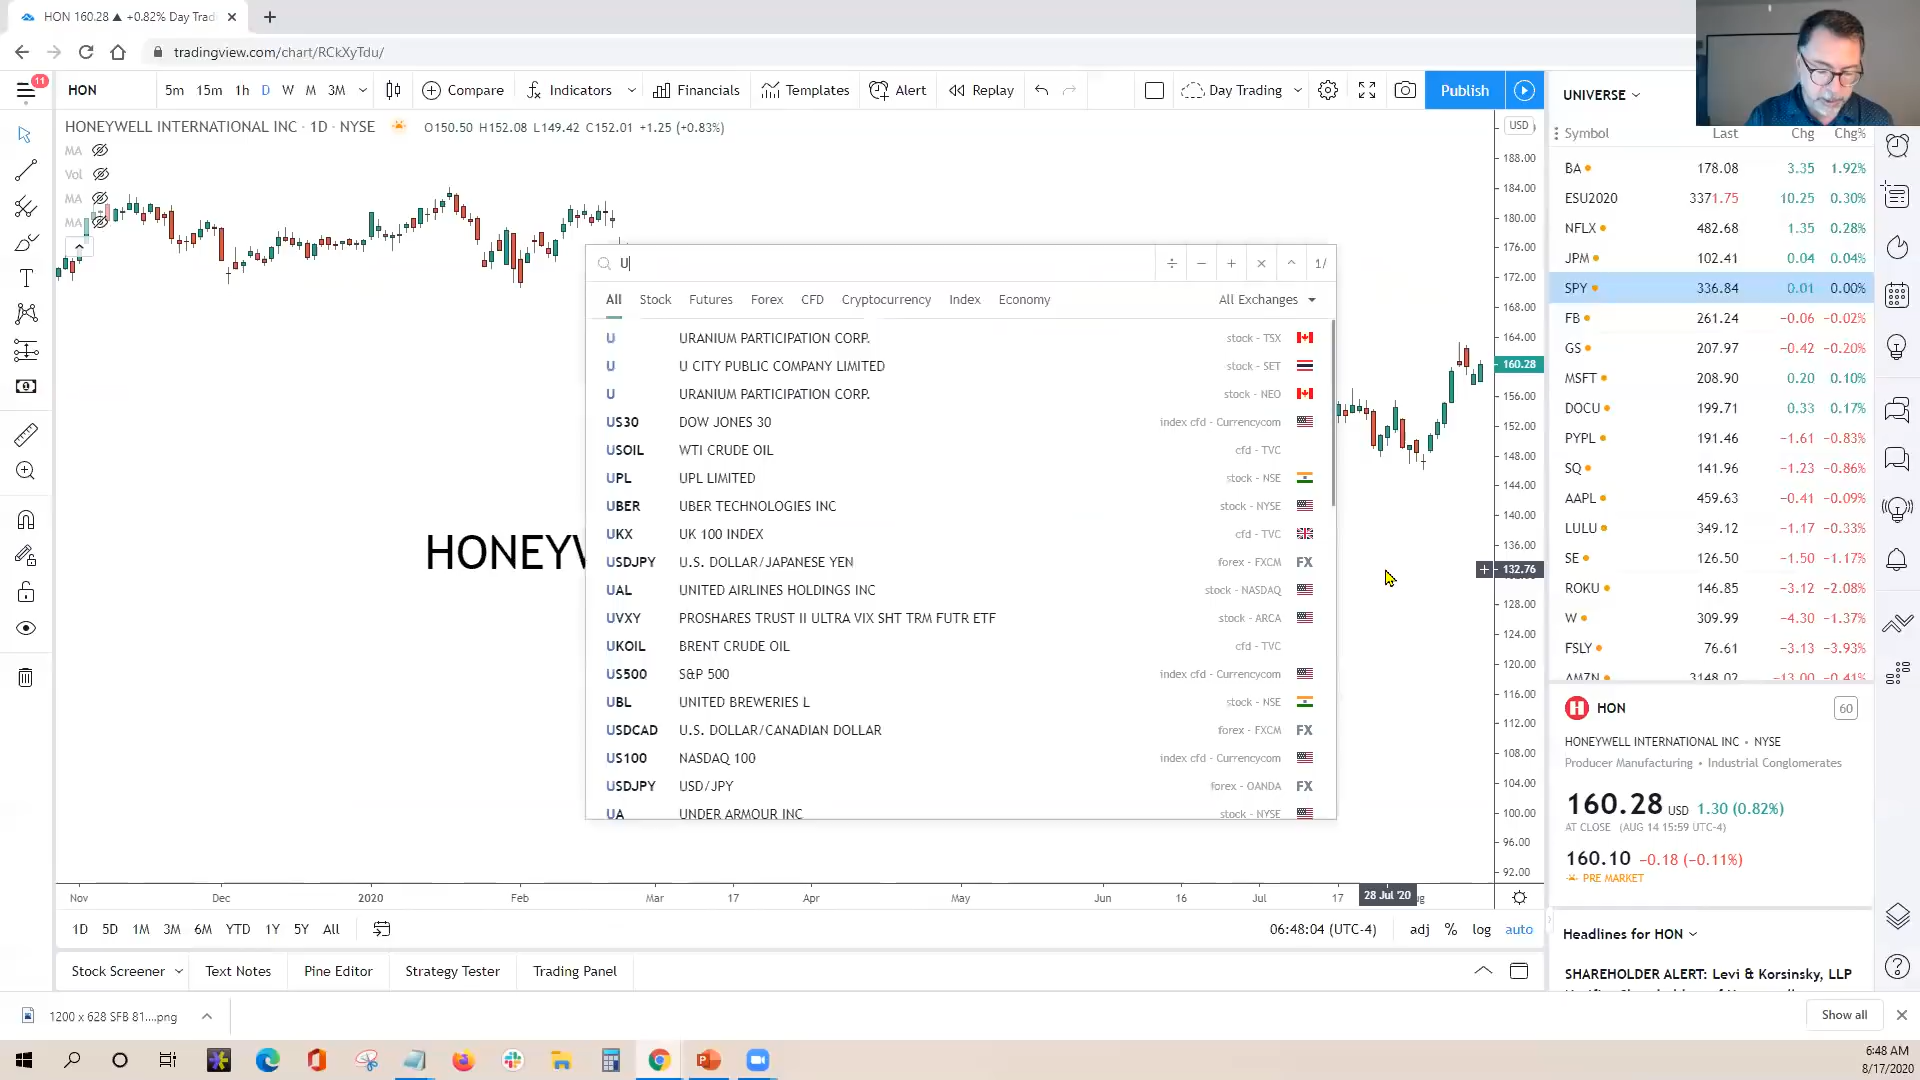 HON 160.28 ▲ +0.82% Day Trad
tradingview.com/chart/RCkXyTdu/
11
HON
5m 15m 1h D W M 3M
Compare
Indicators
Financials
Templates
Alert
Replay
Day Trading
Publish
HONEYWELL INTERNATIONAL INC · 1D · NYSE
O150.50 H152.08 L149.42 C152.01 +1.25 (+0.83%)
MA
Vol
MA
MA
HONEYW
USD
188.00
184.00
180.00
176.00
172.00
168.00
164.00
160.28
156.00
152.00
148.00
144.00
140.00
136.00
132.76
128.00
124.00
120.00
116.00
112.00
108.00
104.00
100.00
96.00
92.00
U
÷ − + × ^ 1/
All Stock Futures Forex CFD Cryptocurrency Index Economy All Exchanges
U URANIUM PARTICIPATION CORP. stock - TSX
U U CITY PUBLIC COMPANY LIMITED stock - SET
U URANIUM PARTICIPATION CORP. stock - NEO
US30 DOW JONES 30 index cfd - Currencycom
USOIL WTI CRUDE OIL cfd - TVC
UPL UPL LIMITED stock - NSE
UBER UBER TECHNOLOGIES INC stock - NYSE
UKX UK 100 INDEX cfd - TVC
USDJPY U.S. DOLLAR/JAPANESE YEN forex - FXCM FX
UAL UNITED AIRLINES HOLDINGS INC stock - NASDAQ
UVXY PROSHARES TRUST II ULTRA VIX SHT TRM FUTR ETF stock - ARCA
UKOIL BRENT CRUDE OIL cfd - TVC
US500 S&P 500 index cfd - Currencycom
UBL UNITED BREWERIES L stock - NSE
USDCAD U.S. DOLLAR/CANADIAN DOLLAR forex - FXCM FX
US100 NASDAQ 100 index cfd - Currencycom
USDJPY USD/JPY forex - OANDA FX
UA UNDER ARMOUR INC stock - NYSE
Nov Dec 2020 Feb Mar 17 Apr May Jun 16 Jul 17 28 Jul '20 ug
1D 5D 1M 3M 6M YTD 1Y 5Y All
06:48:04 (UTC-4) adj % log auto
Stock Screener Text Notes Pine Editor Strategy Tester Trading Panel
UNIVERSE
Symbol Last Chg Chg%
BA 178.08 3.35 1.92%
ESU2020 3371.75 10.25 0.30%
NFLX 482.68 1.35 0.28%
JPM 102.41 0.04 0.04%
SPY 336.84 0.01 0.00%
FB 261.24 −0.06 −0.02%
GS 207.97 −0.42 −0.20%
MSFT 208.90 0.20 0.10%
DOCU 199.71 0.33 0.17%
PYPL 191.46 −1.61 −0.83%
SQ 141.96 −1.23 −0.86%
AAPL 459.63 −0.41 −0.09%
LULU 349.12 −1.17 −0.33%
SE 126.50 −1.50 −1.17%
ROKU 146.85 −3.12 −2.08%
W 309.99 −4.30 −1.37%
FSLY 76.61 −3.13 −3.93%
AMZN 3148.02 −13.00 −0.41%
HON 60
HONEYWELL INTERNATIONAL INC • NYSE
Producer Manufacturing • Industrial Conglomerates
160.28 USD 1.30 (0.82%)
AT CLOSE (AUG 14 15:59 UTC-4)
160.10 −0.18 (−0.11%)
PRE MARKET
Headlines for HON
SHAREHOLDER ALERT: Levi & Korsinsky, LLP
1200 x 628 SFB 81....png
Show all
6:48 AM
8/17/2020